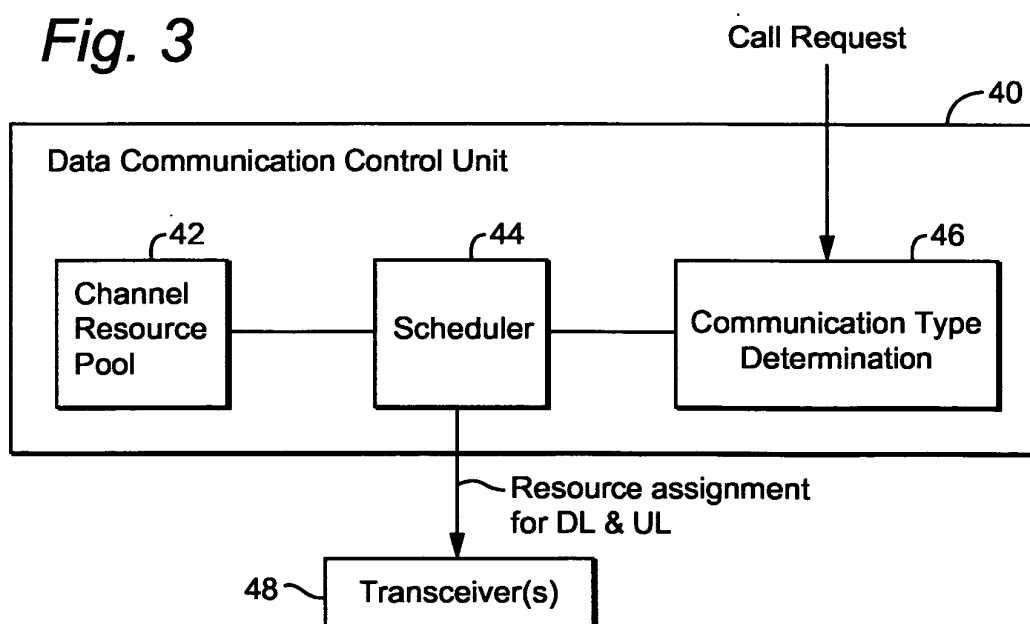 Fig. 3
Call Request
40
Data Communication Control Unit
42
44
46
Channel
Resource
Pool
Scheduler
Communication Type
Determination
Resource assignment
for DL & UL
48
Transceiver(s)